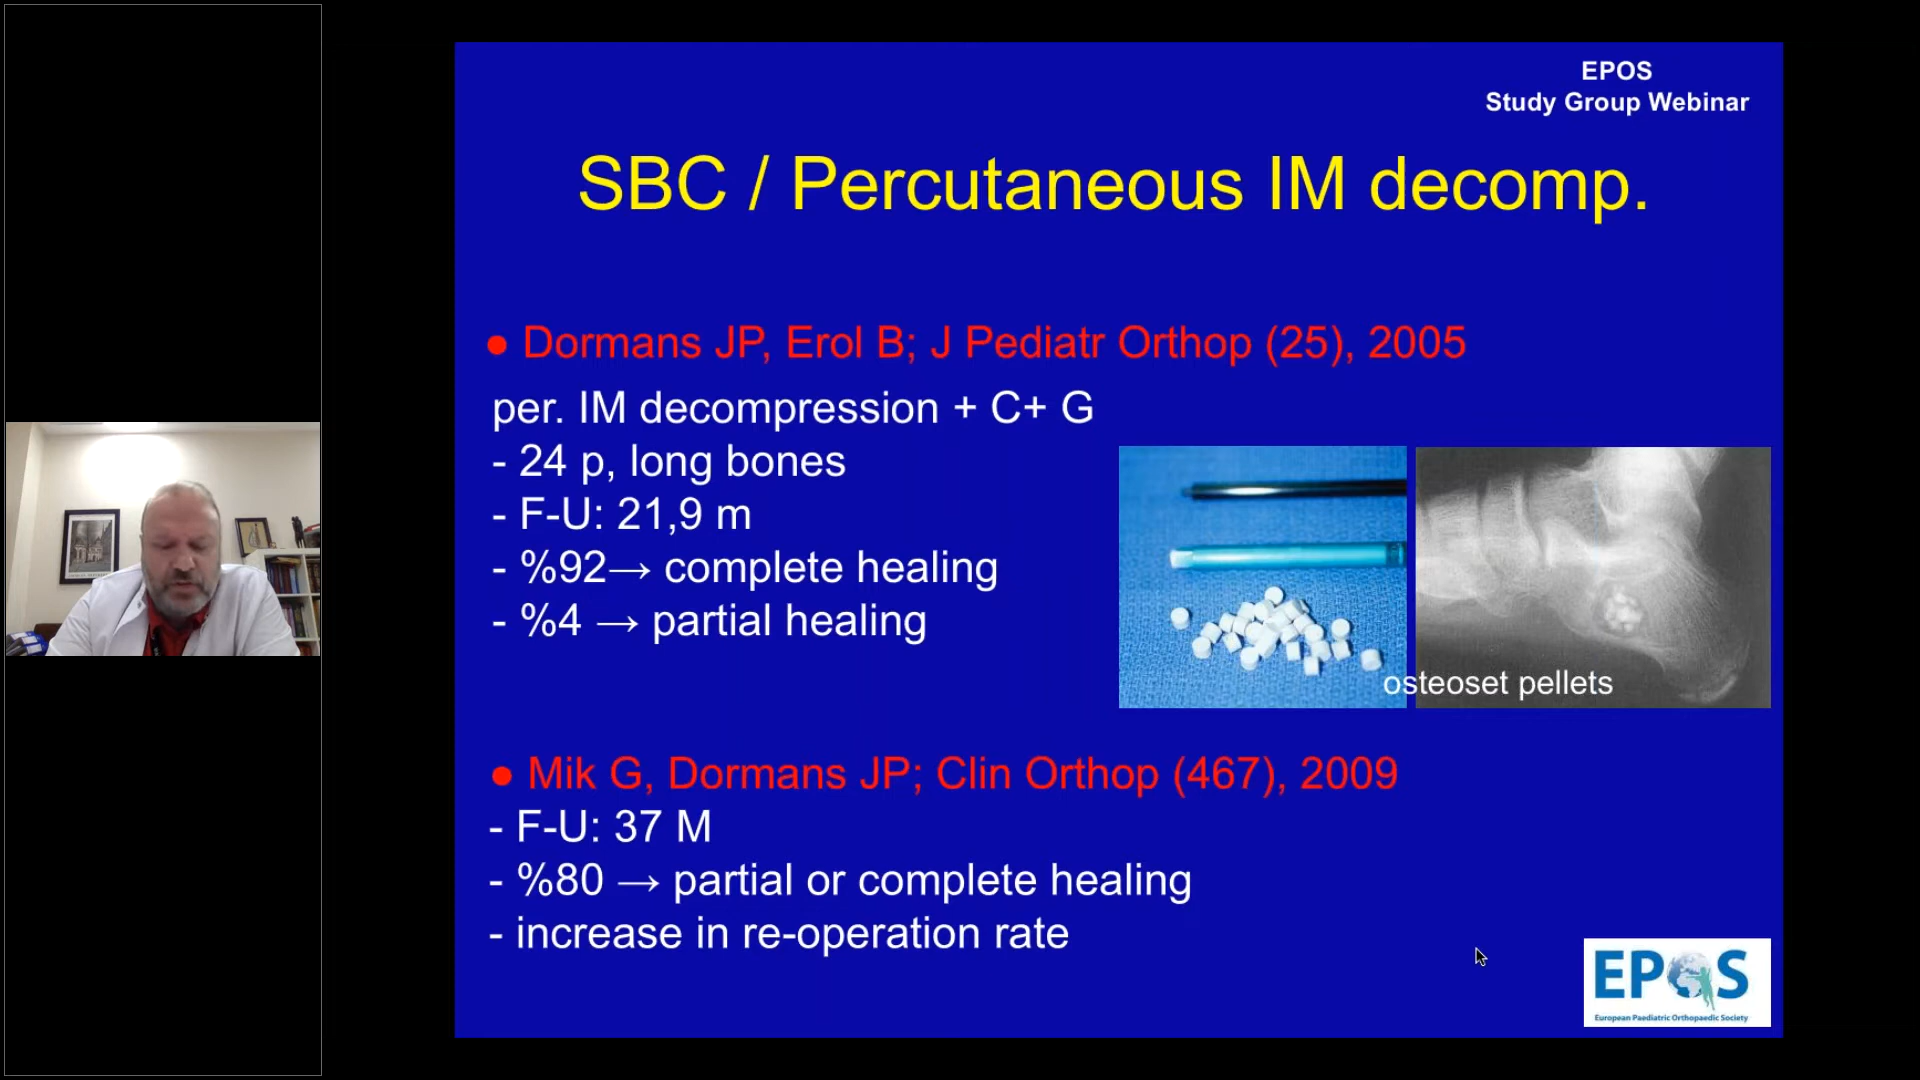 EPOS
Study Group Webinar
SBC / Percutaneous IM decomp.
● Dormans JP, Erol B; J Pediatr Orthop (25), 2005
per. IM decompression + C+ G
- 24 p, long bones
- F-U: 21,9 m
- %92→ complete healing
- %4 → partial healing
osteoset pellets
● Mik G, Dormans JP; Clin Orthop (467), 2009
- F-U: 37 M
- %80 → partial or complete healing
- increase in re-operation rate
EPOS
European Paediatric Orthopaedic Society